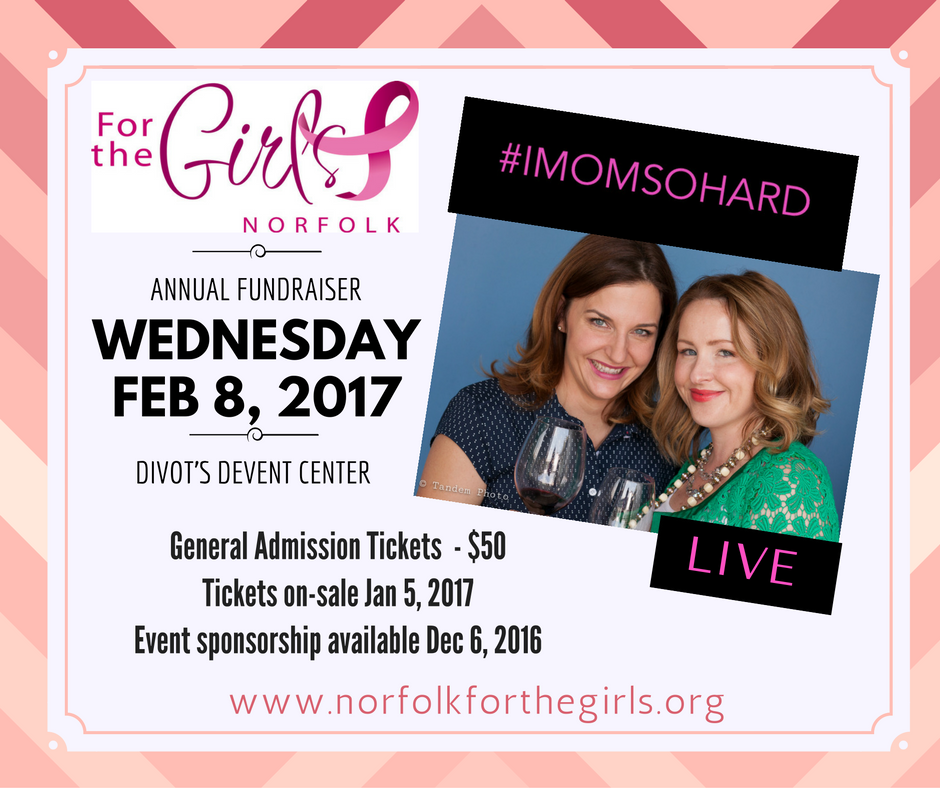 For
the Girls
NORFOLK
ANNUAL FUNDRAISER
WEDNESDAY
FEB 8, 2017
DIVOT'S DEVENT CENTER
#IMOMSOHARD
© Tandem Photo
LIVE
General Admission Tickets - $50
Tickets on-sale Jan 5, 2017
Event sponsorship available Dec 6, 2016
www.norfolkforthegirls.org